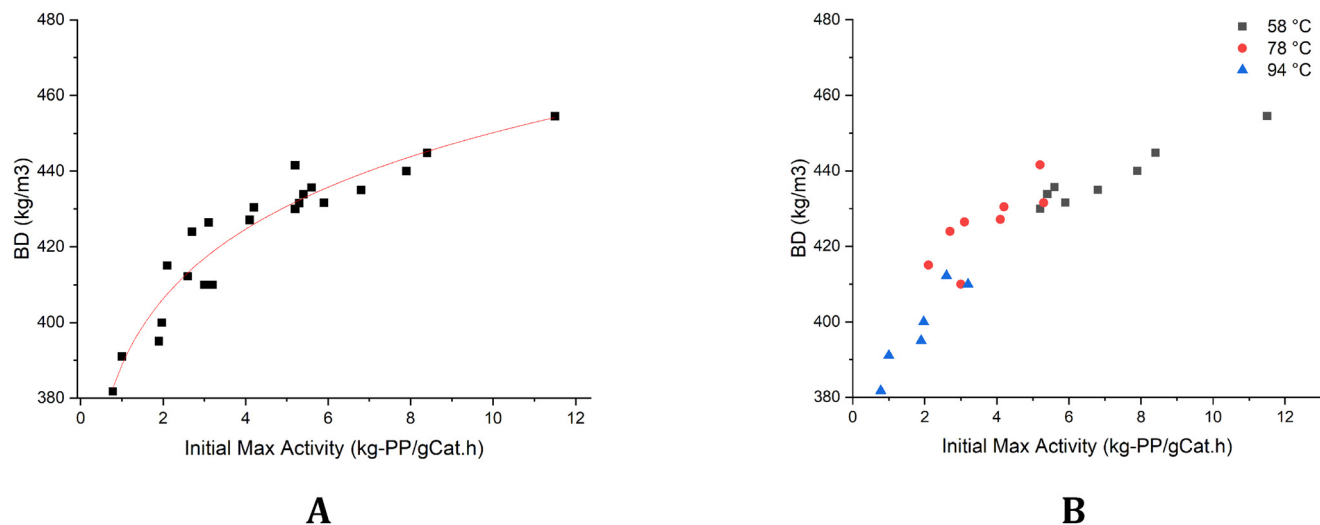 480
460
440
420
400
380
BD (kg/m3)
0 2 4 6 8 10 12
Initial Max Activity (kg-PP/gCat.h)
A
480
460
440
420
400
380
BD (kg/m3)
0 2 4 6 8 10 12
Initial Max Activity (kg-PP/gCat.h)
58 °C
78 °C
94 °C
B